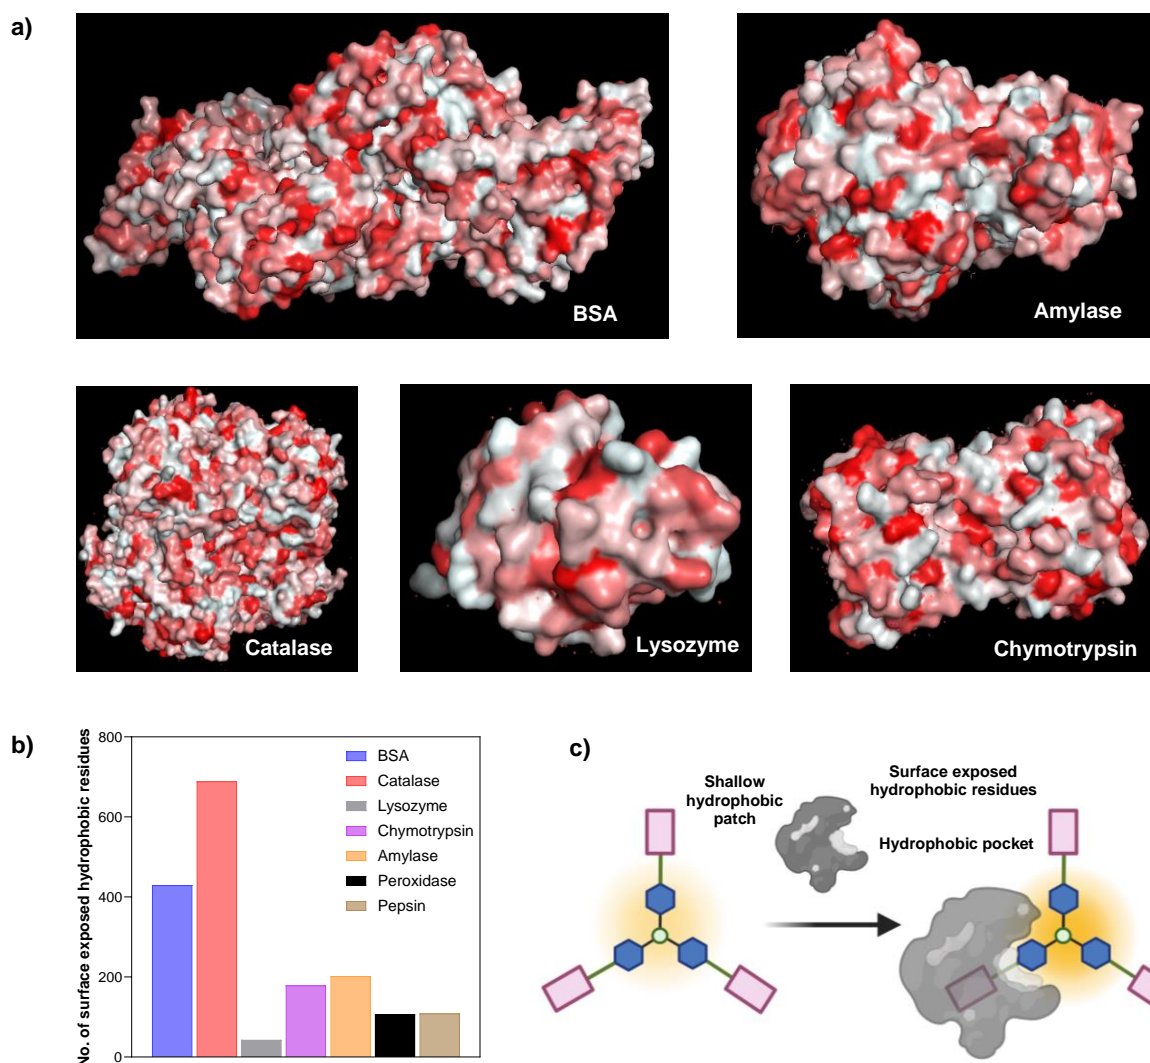 a)
BSA
Amylase
Catalase
Lysozyme
Chymotrypsin
b)
No. of surface exposed hydrophobic residues
800
600
400
200
0
BSA
Catalase
Lysozyme
Chymotrypsin
Amylase
Peroxidase
Pepsin
c)
Shallow
hydrophobic
patch
Surface exposed
hydrophobic residues
Hydrophobic pocket